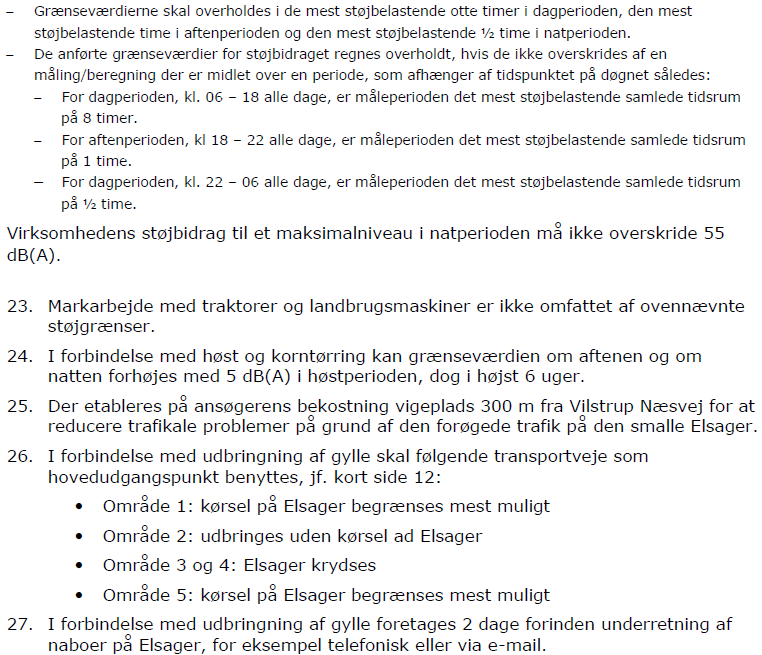 – Grænseværdierne skal overholdes i de mest støjbelastende otte timer i dagperioden, den mest
støjbelastende time i aftenperioden og den mest støjbelastende ½ time i natperioden.
– De anførte grænseværdier for støjbidraget regnes overholdt, hvis de ikke overskrides af en
måling/beregning der er midlet over en periode, som afhænger af tidspunktet på døgnet således:
– For dagperioden, kl. 06 – 18 alle dage, er måleperioden det mest støjbelastende samlede tidsrum
på 8 timer.
– For aftenperioden, kl 18 – 22 alle dage, er måleperioden det mest støjbelastende samlede tidsrum
på 1 time.
– For dagperioden, kl. 22 – 06 alle dage, er måleperioden det mest støjbelastende samlede tidsrum
på ½ time.
Virksomhedens støjbidrag til et maksimalniveau i natperioden må ikke overskride 55
dB(A).
23. Markarbejde med traktorer og landbrugsmaskiner er ikke omfattet af ovennævnte
støjgrænser.
24. I forbindelse med høst og korntørring kan grænseværdien om aftenen og om
natten forhøjes med 5 dB(A) i høstperioden, dog i højst 6 uger.
25. Der etableres på ansøgerens bekostning vigeplads 300 m fra Vilstrup Næsvej for at
reducere trafikale problemer på grund af den forøgede trafik på den smalle Elsager.
26. I forbindelse med udbringning af gylle skal følgende transportveje som
hovedudgangspunkt benyttes, jf. kort side 12:
• Område 1: kørsel på Elsager begrænses mest muligt
• Område 2: udbringes uden kørsel ad Elsager
• Område 3 og 4: Elsager krydses
• Område 5: kørsel på Elsager begrænses mest muligt
27. I forbindelse med udbringning af gylle foretages 2 dage forinden underretning af
naboer på Elsager, for eksempel telefonisk eller via e-mail.